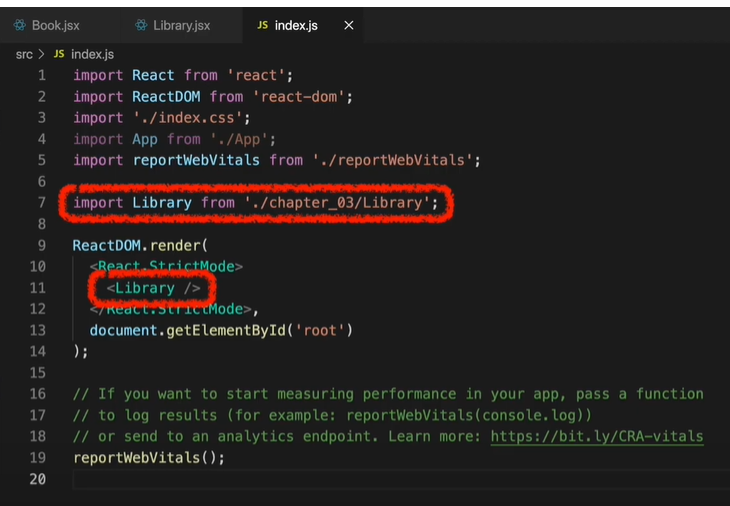 Book.jsx Library.jsx JS index.js ×
src > JS index.js
1 import React from 'react';
2 import ReactDOM from 'react-dom';
3 import './index.css';
4 import App from './App';
5 import reportWebVitals from './reportWebVitals';
6
7 import Library from './chapter_03/Library';
8
9 ReactDOM.render(
10 <React.StrictMode>
11 <Library />
12 </React.StrictMode>,
13 document.getElementById('root')
14 );
15
16 // If you want to start measuring performance in your app, pass a function
17 // to log results (for example: reportWebVitals(console.log))
18 // or send to an analytics endpoint. Learn more: https://bit.ly/CRA-vitals
19 reportWebVitals();
20